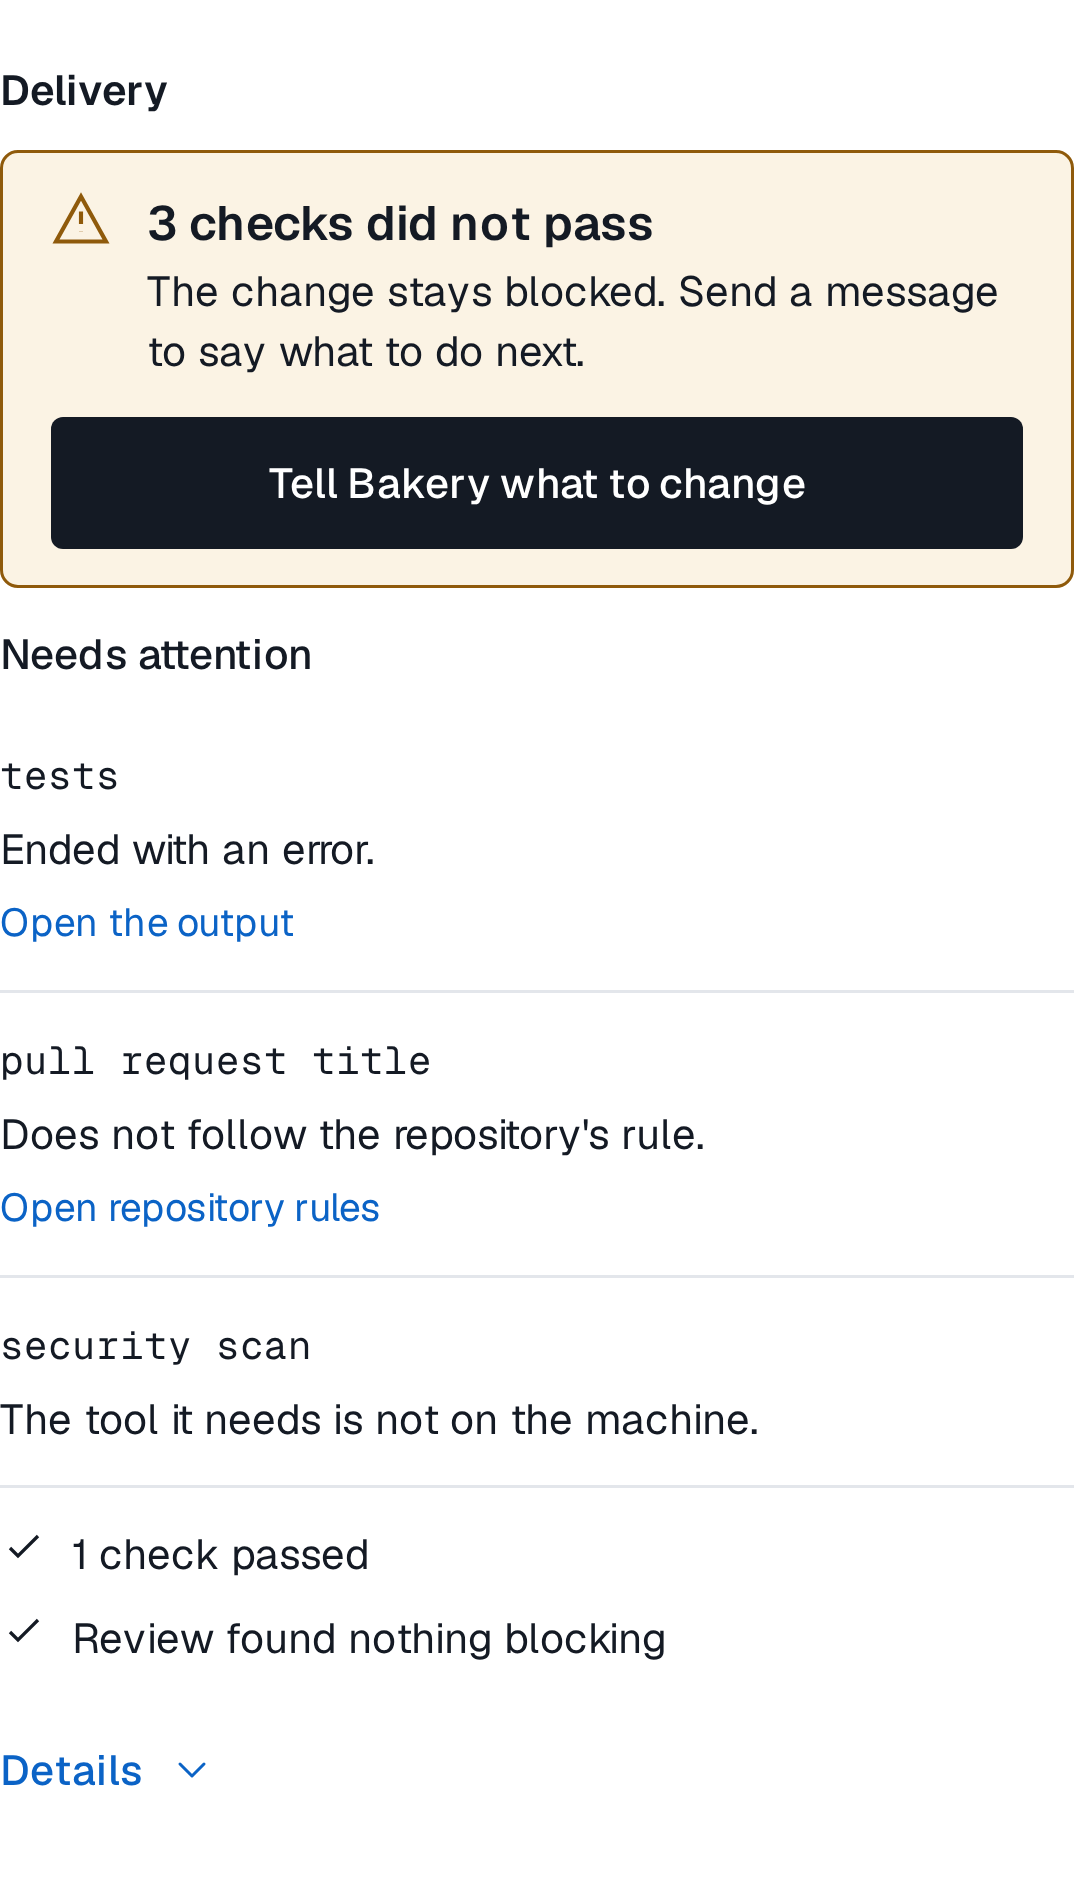 Delivery
3 checks did not pass
The change stays blocked. Send a message
to say what to do next.
Tell Bakery what to change
Needs attention
tests
Ended with an error.
Open the output
pull request title
Does not follow the repository's rule.
Open repository rules
security scan
The tool it needs is not on the machine.
1 check passed
Review found nothing blocking
Details